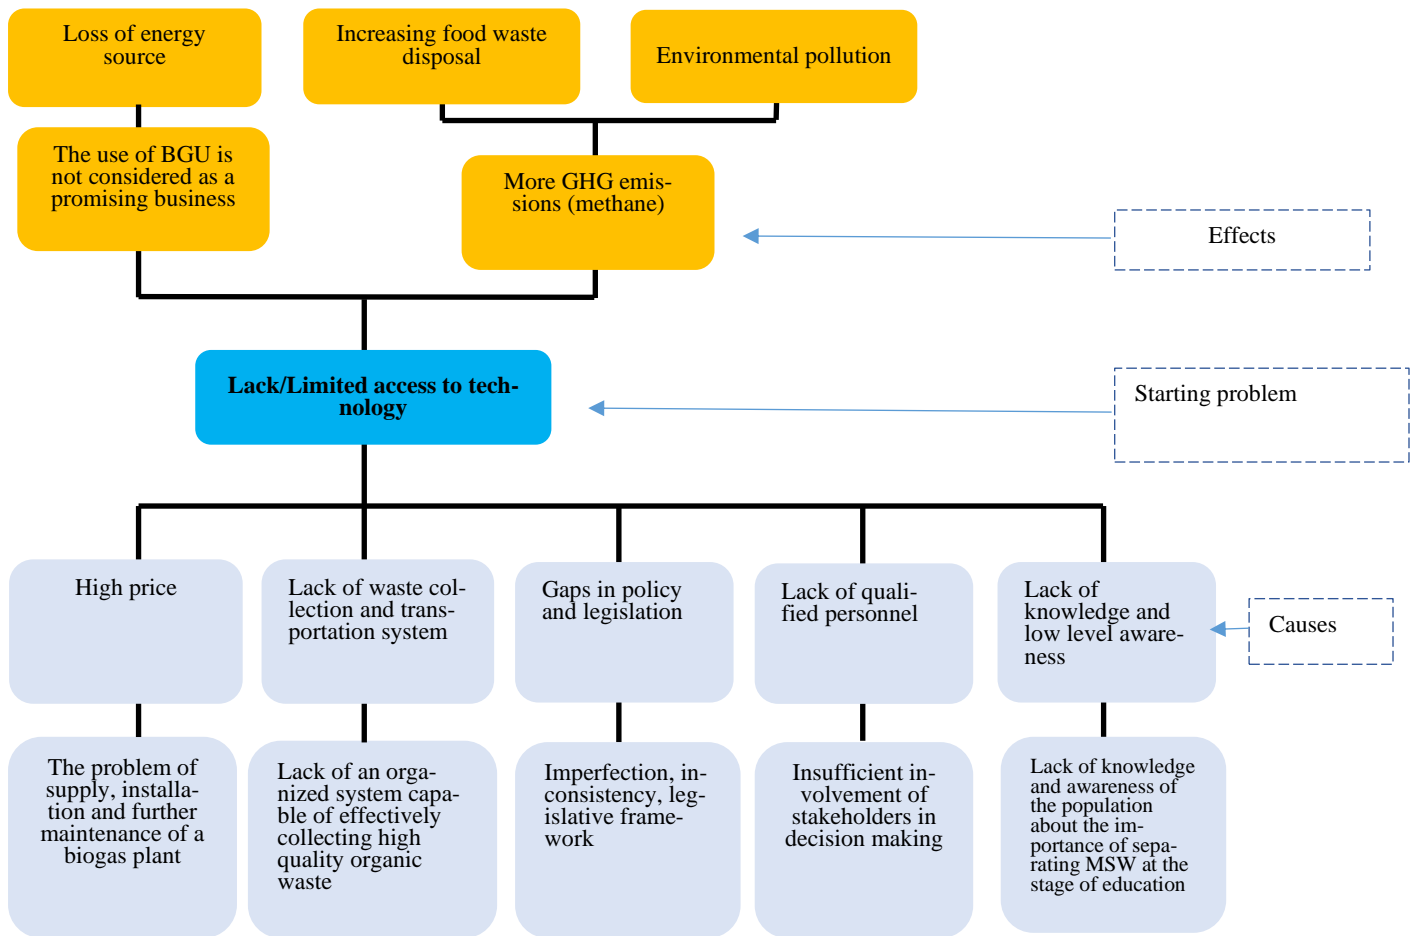 Loss of energy
source
Increasing food waste
disposal
Environmental pollution
The use of BGU is
not considered as a
promising business
More GHG emis-
sions (methane)
Effects
Lack/Limited access to tech-
nology
Starting problem
High price
Lack of waste col-
lection and trans-
portation system
Gaps in policy
and legislation
Lack of quali-
fied personnel
Lack of
knowledge and
low level aware-
ness
Causes
The problem of
supply, installa-
tion and further
maintenance of a
biogas plant
Lack of an orga-
nized system capa-
ble of effectively
collecting high
quality organic
waste
Imperfection, in-
consistency, leg-
islative frame-
work
Insufficient in-
volvement of
stakeholders in
decision making
Lack of knowledge
and awareness of
the population
about the im-
portance of sepa-
rating MSW at the
stage of education